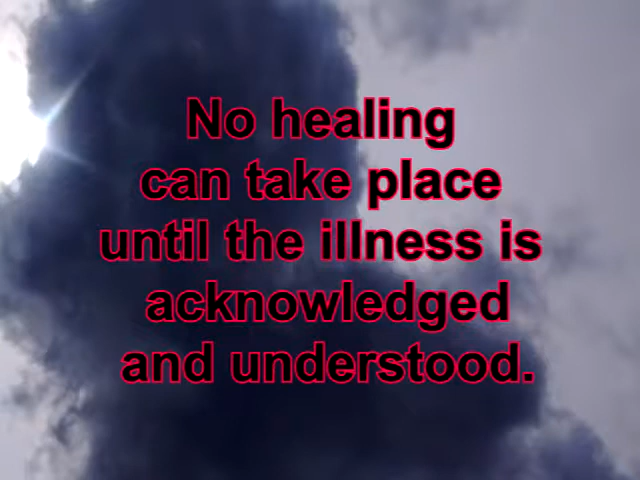 No healing
can take place
until the illness is
acknowledged
and understood.